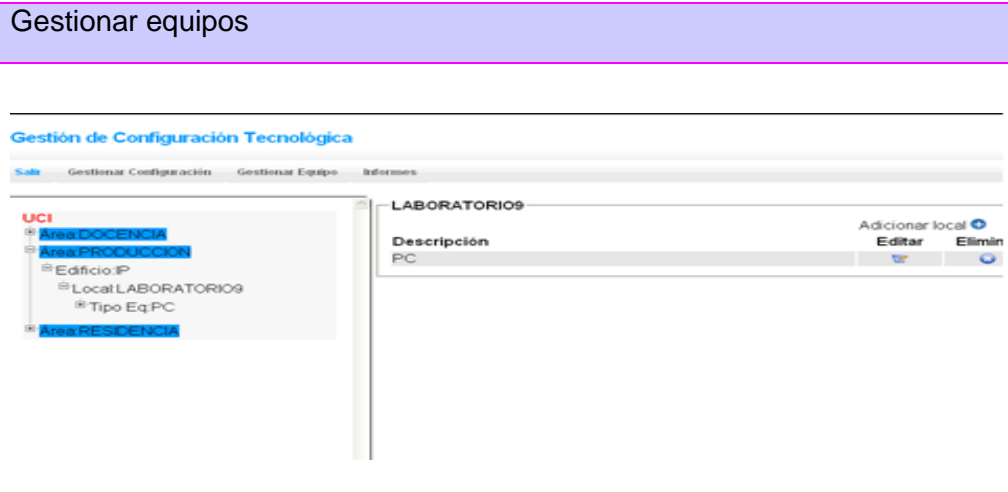 Gestionar equipos
Gestión de Configuración Tecnológica
Salir Gestionar Configuración Gestionar Equipo Informes
UCI
Area:DOCENCIA
Area:PRODUCCION
Edificio:IP
Local:LABORATORIO9
Tipo Eq:PC
Area:RESIDENCIA
LABORATORIO9
Adicionar local
Descripción Editar Elimin
PC